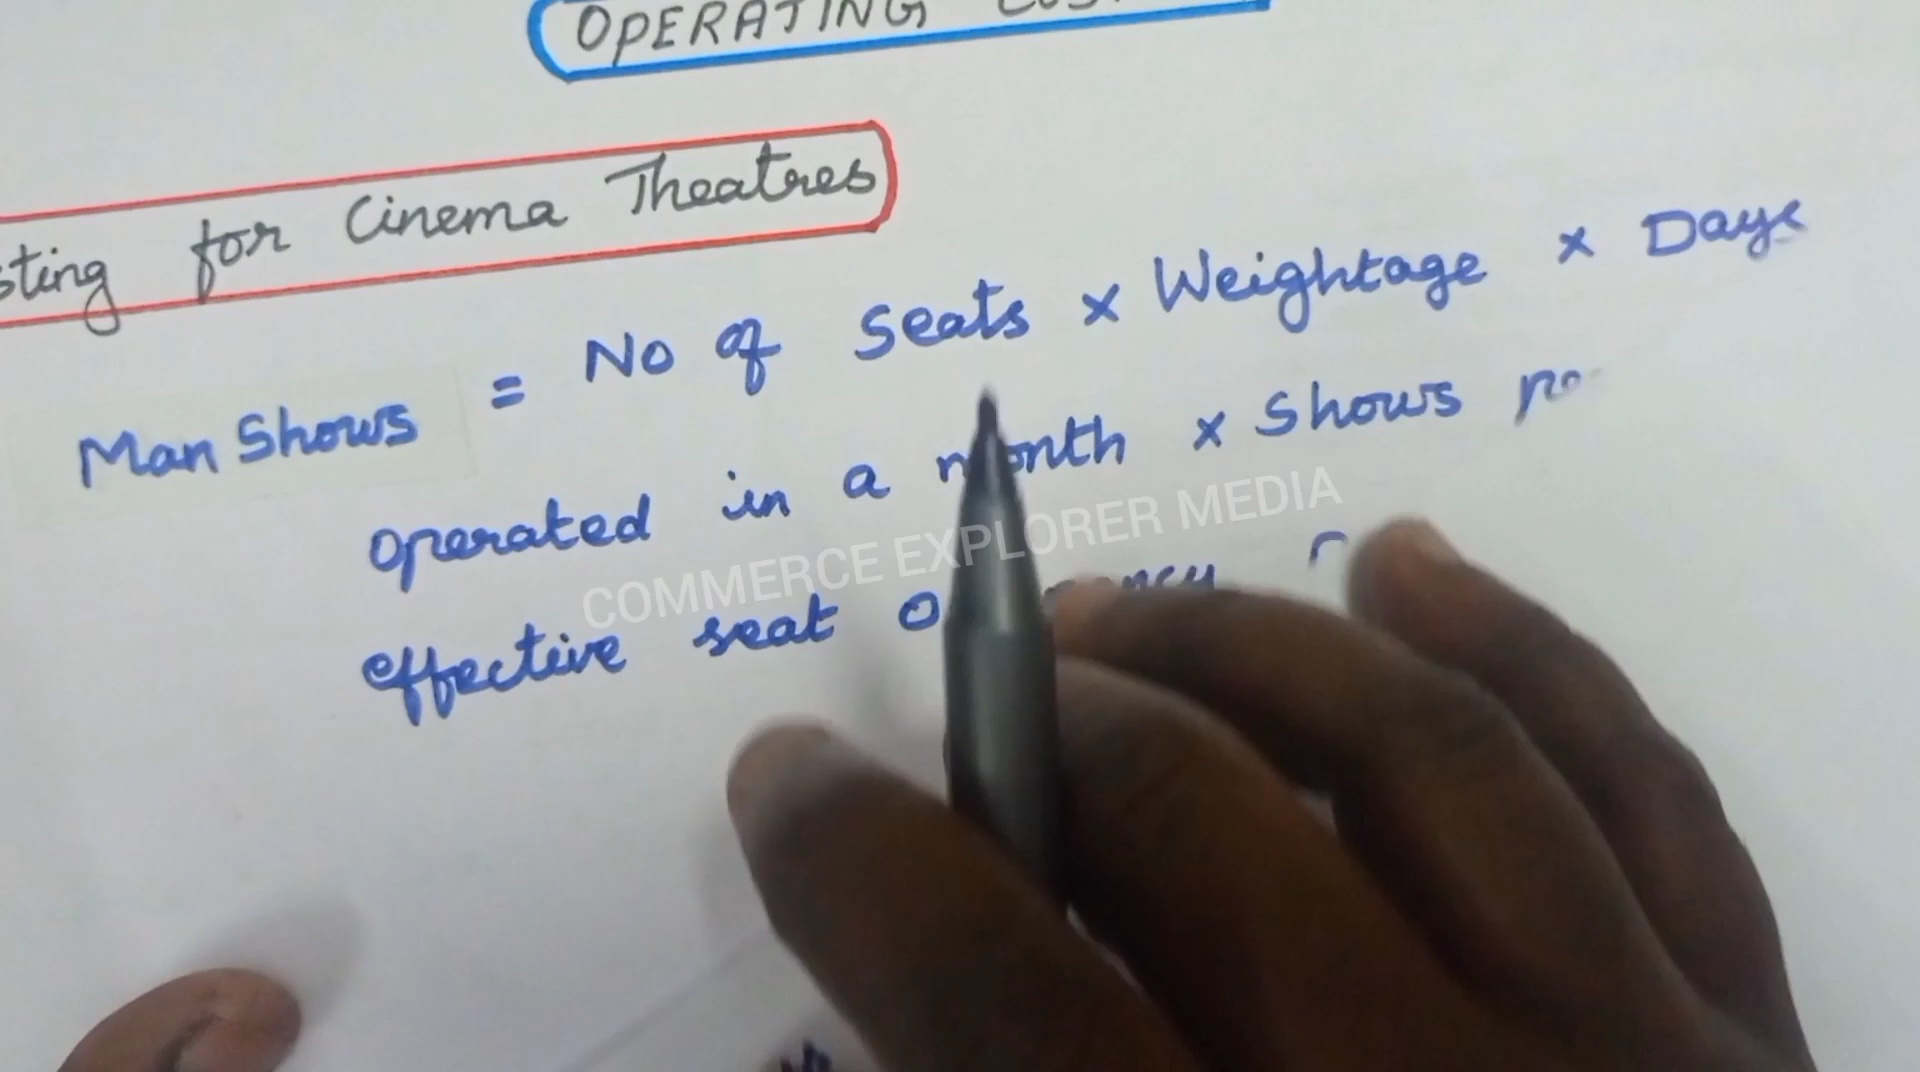 OPERATING
for Cinema Theatres
Man Shows = No of Seats x Weightage x Days
operated in a month x Shows
effective seat
COMMERCE EXPLORER MEDIA